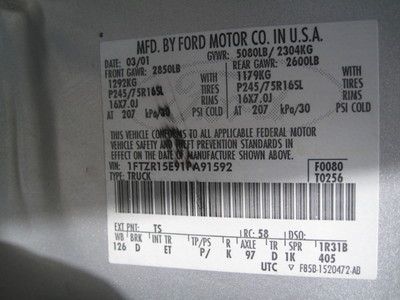 MFD. BY FORD MOTOR CO. IN U.S.A.
DATE: 03/01 GVWR: 5080LB/ 2304KG
FRONT GAWR: 2850LB REAR GAWR: 2600LB
1292KG WITH 1179KG WITH
P245/75R16SL TIRES P245/75R16SL TIRES
16X7.0J RIMS 16X7.0J RIMS
AT 207 kPa/30 PSI COLD AT 207 kPa/30 PSI COLD
THIS VEHICLE CONFORMS TO ALL APPLICABLE FEDERAL MOTOR
VEHICLE SAFETY AND THEFT PREVENTION STANDARDS IN
EFFECT ON THE DATE OF MANUFACTURE SHOWN ABOVE.
VIN: 1FTZR15E91PA91592 F0080
TYPE: TRUCK T0256
EXT PNT: TS RC: 58 DSO:
WB BRK INT TR TP/PS R AXLE TR SPR 1R31B
126 D ET P/ K 97 D 1K 405
UTC F85B-1520472-AB